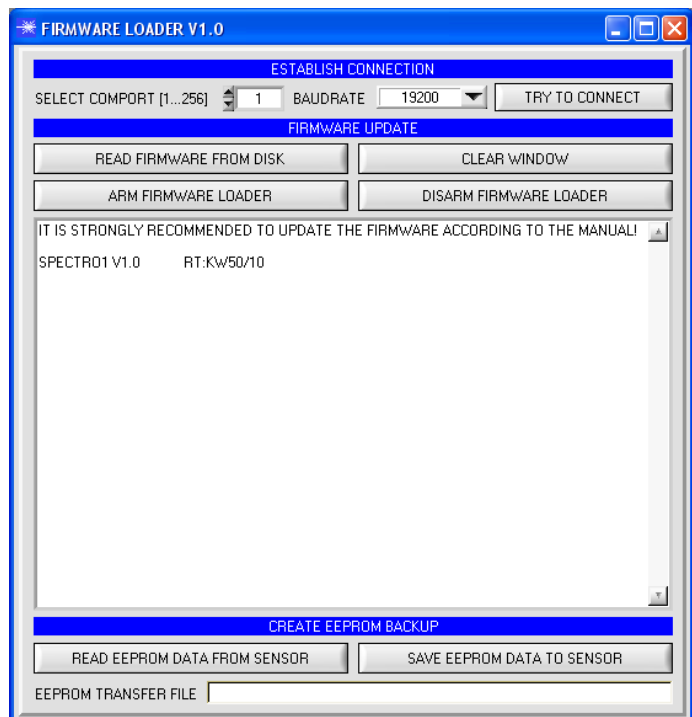 FIRMWARE LOADER V1.0
ESTABLISH CONNECTION
SELECT COMPORT [1...256] 1 BAUDRATE 19200 TRY TO CONNECT
FIRMWARE UPDATE
READ FIRMWARE FROM DISK CLEAR WINDOW
ARM FIRMWARE LOADER DISARM FIRMWARE LOADER
IT IS STRONGLY RECOMMENDED TO UPDATE THE FIRMWARE ACCORDING TO THE MANUAL!
SPECTRO1 V1.0 RT:KW50/10
CREATE EEPROM BACKUP
READ EEPROM DATA FROM SENSOR SAVE EEPROM DATA TO SENSOR
EEPROM TRANSFER FILE